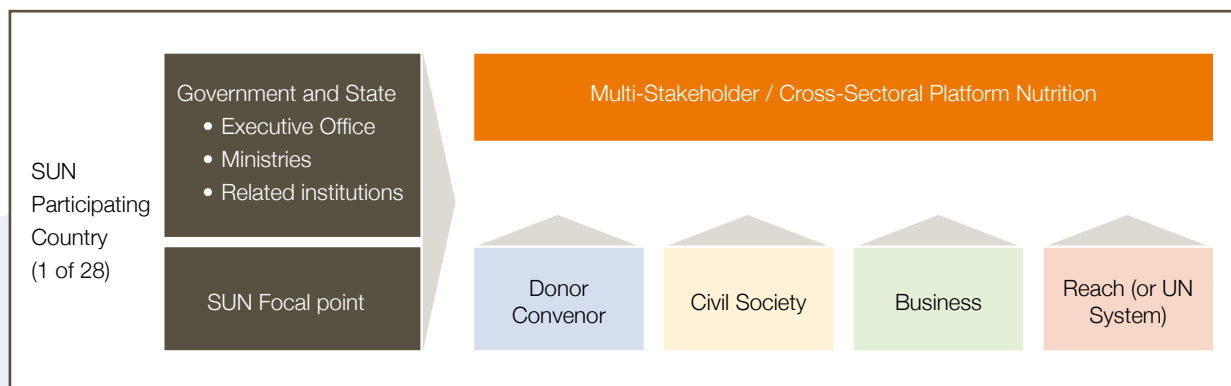 SUN
Participating
Country
(1 of 28)
Government and State
• Executive Office
• Ministries
• Related institutions
SUN Focal point
Multi-Stakeholder / Cross-Sectoral Platform Nutrition
Donor
Convenor
Civil Society
Business
Reach (or UN
System)